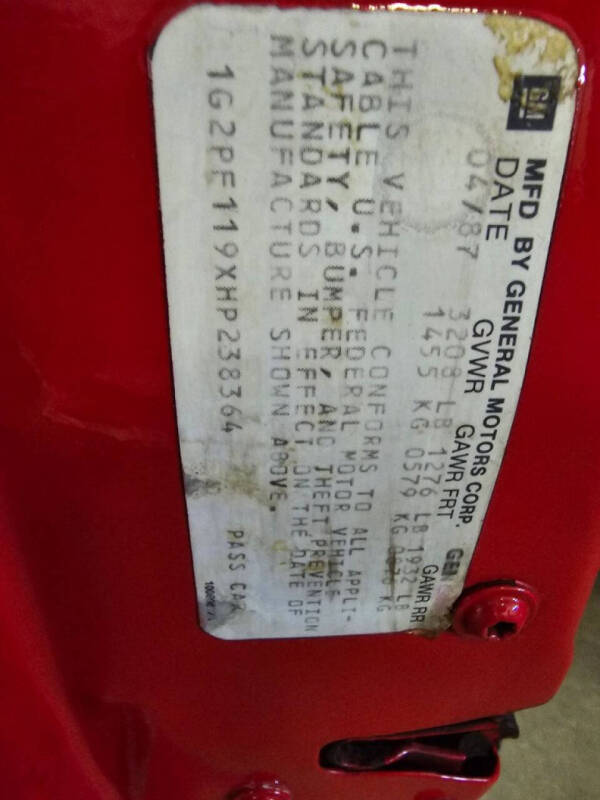 GM
MFD BY GENERAL MOTORS CORP.
DATE GVWR GAWR FRT GAWR RR
04/87 3208 LB 1276 LB 1932 LB
1455 KG 0579 KG 0876 KG
THIS VEHICLE CONFORMS TO ALL APPLI-
CABLE U.S. FEDERAL MOTOR VEHICLE
SAFETY, BUMPER, AND THEFT PREVENTION
STANDARDS IN EFFECT ON THE DATE OF
MANUFACTURE SHOWN ABOVE.
1G2PF119XHP238364 PASS CAR